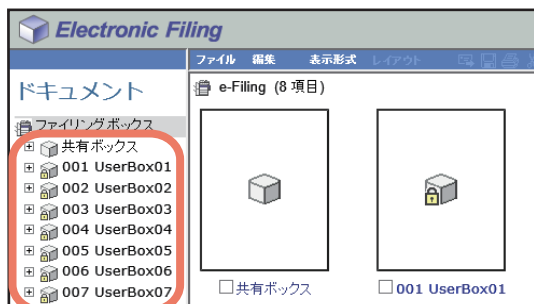 Electronic Filing
ファイル 編集 表示形式 レイアウト
ドキュメント
e-Filing (8 項目)
ファイリングボックス
共有ボックス
001 UserBox01
002 UserBox02
003 UserBox03
004 UserBox04
005 UserBox05
006 UserBox06
007 UserBox07
共有ボックス
001 UserBox01